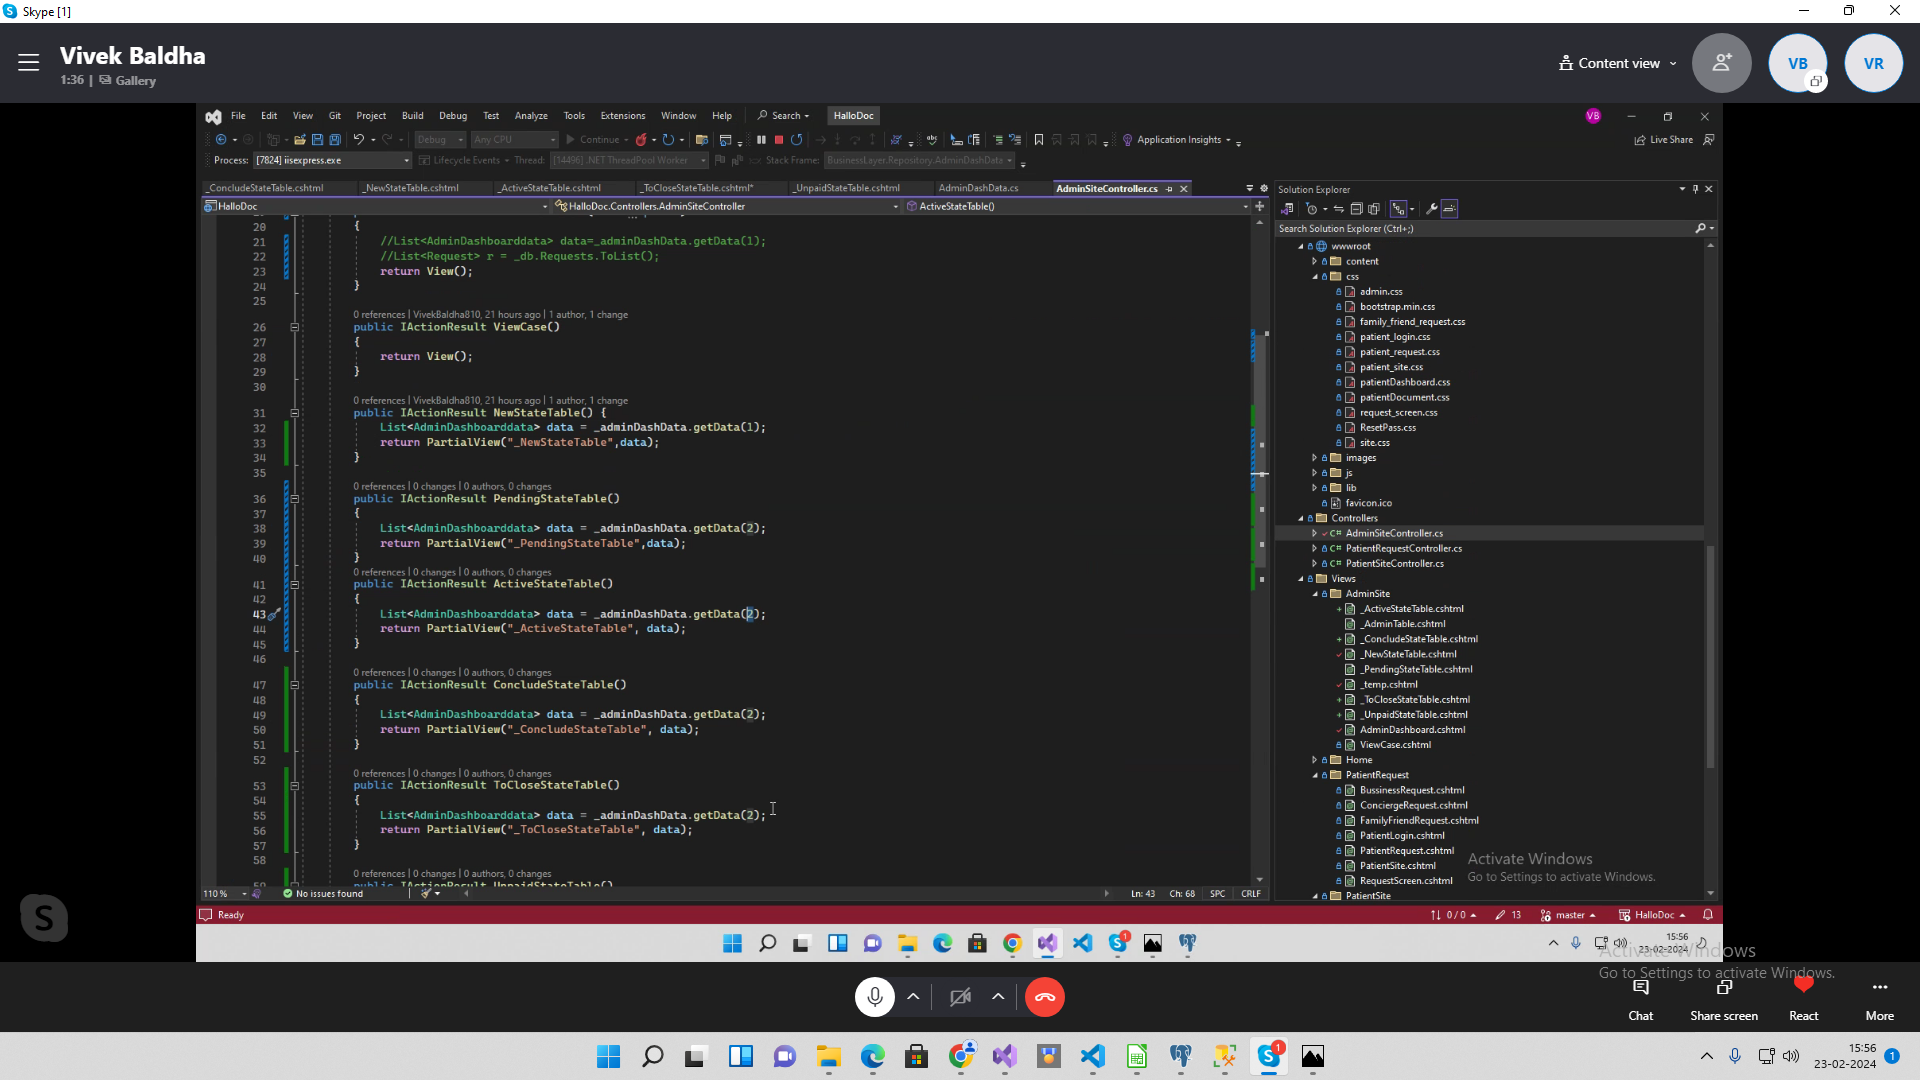 Skype [1]
Vivek Baldha
1:36 | Gallery
Content view
VB
VR
File Edit View Git Project Build Debug Test Analyze Tools Extensions Window Help Search HalloDoc
VB
Debug Any CPU Continue Application Insights Live Share
Process: [7824] iisexpress.exe Lifecycle Events Thread: [14496] .NET ThreadPool Worker Stack Frame: BusinessLayer.Repository.AdminDashData
_ConcludeStateTable.cshtml _NewStateTable.cshtml _ActiveStateTable.cshtml _ToCloseStateTable.cshtml* _UnpaidStateTable.cshtml AdminDashData.cs AdminSiteController.cs
HalloDoc HalloDoc.Controllers.AdminSiteController ActiveStateTable()
20 {
21 //List<AdminDashboarddata> data=_adminDashData.getData(1);
22 //List<Request> r = _db.Requests.ToList();
23 return View();
24 }
25
0 references | VivekBaldha810, 21 hours ago | 1 author, 1 change
26 public IActionResult ViewCase()
27 {
28 return View();
29 }
30
0 references | VivekBaldha810, 21 hours ago | 1 author, 1 change
31 public IActionResult NewStateTable() {
32 List<AdminDashboarddata> data = _adminDashData.getData(1);
33 return PartialView("_NewStateTable",data);
34 }
35
0 references | 0 changes | 0 authors, 0 changes
36 public IActionResult PendingStateTable()
37 {
38 List<AdminDashboarddata> data = _adminDashData.getData(2);
39 return PartialView("_PendingStateTable",data);
40 }
0 references | 0 changes | 0 authors, 0 changes
41 public IActionResult ActiveStateTable()
42 {
43 List<AdminDashboarddata> data = _adminDashData.getData(2);
44 return PartialView("_ActiveStateTable", data);
45 }
46
0 references | 0 changes | 0 authors, 0 changes
47 public IActionResult ConcludeStateTable()
48 {
49 List<AdminDashboarddata> data = _adminDashData.getData(2);
50 return PartialView("_ConcludeStateTable", data);
51 }
52
0 references | 0 changes | 0 authors, 0 changes
53 public IActionResult ToCloseStateTable()
54 {
55 List<AdminDashboarddata> data = _adminDashData.getData(2);
56 return PartialView("_ToCloseStateTable", data);
57 }
58
0 references | 0 changes | 0 authors, 0 changes
59 public IActionResult UnpaidStateTable()
110 % No issues found Ln: 43 Ch: 68 SPC CRLF
Solution Explorer
Search Solution Explorer (Ctrl+;)
wwwroot
content
css
admin.css
bootstrap.min.css
family_friend_request.css
patient_login.css
patient_request.css
patient_site.css
patientDashboard.css
patientDocument.css
request_screen.css
ResetPass.css
site.css
images
js
lib
favicon.ico
Controllers
C# AdminSiteController.cs
C# PatientRequestController.cs
C# PatientSiteController.cs
Views
AdminSite
_ActiveStateTable.cshtml
_AdminTable.cshtml
_ConcludeStateTable.cshtml
_NewStateTable.cshtml
_PendingStateTable.cshtml
_temp.cshtml
_ToCloseStateTable.cshtml
_UnpaidStateTable.cshtml
AdminDashboard.cshtml
ViewCase.cshtml
Home
PatientRequest
BussinessRequest.cshtml
ConciergeRequest.cshtml
FamilyFriendRequest.cshtml
PatientLogin.cshtml
PatientRequest.cshtml
PatientSite.cshtml
RequestScreen.cshtml
PatientSite
Activate Windows
Go to Settings to activate Windows.
Ready 0 / 0 13 master HalloDoc
15:56
23-02-2024
Activate Windows
Go to Settings to activate Windows.
Chat
Share screen
React
More
15:56
23-02-2024
1